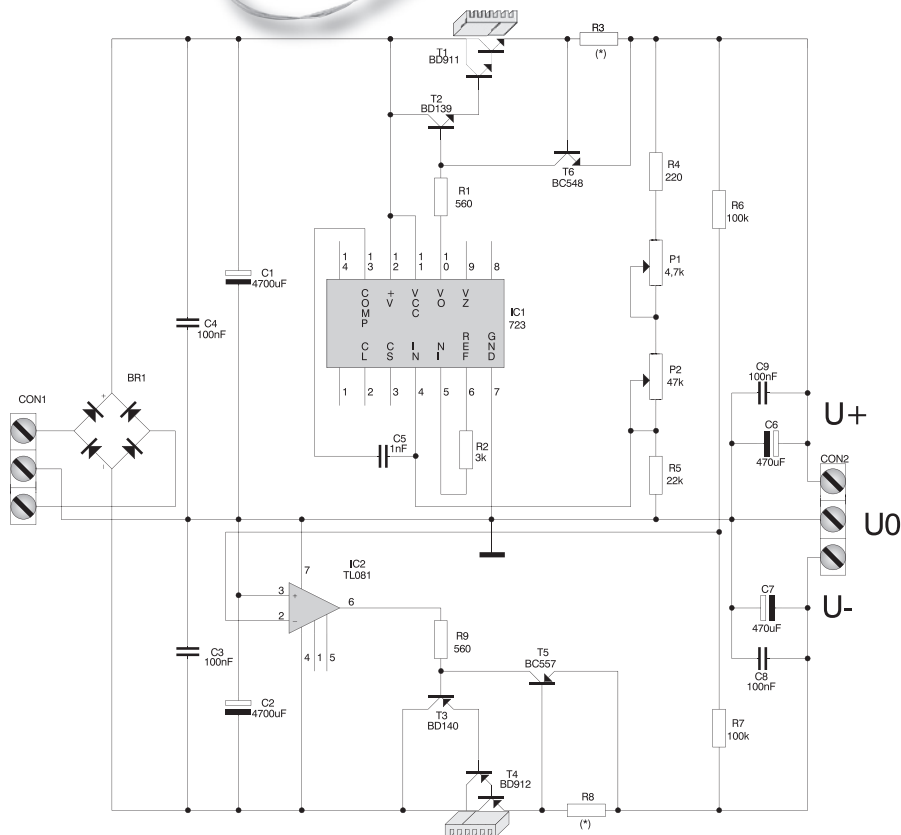 T1
BD911
R3
(*)
T2
BD139
T6
BC548
R1
560
R4
220
R6
100k
C1
4700uF
C4
100nF
P1
4,7k
14 13 12 11 10 9 8
COMP +V VCC VO VZ
IC1
723
CL CS IN NI REF GND
1 2 3 4 5 6 7
P2
47k
C9
100nF
U+
C6
470uF
CON1
BR1
+
-
C5
1nF
R2
3k
R5
22k
CON2
U0
IC2
TL081
7
3
+
2
-
6
4 1 5
U-
C7
470uF
R9
560
T5
BC557
C3
100nF
C2
4700uF
T3
BD140
C8
100nF
R7
100k
T4
BD912
R8
(*)